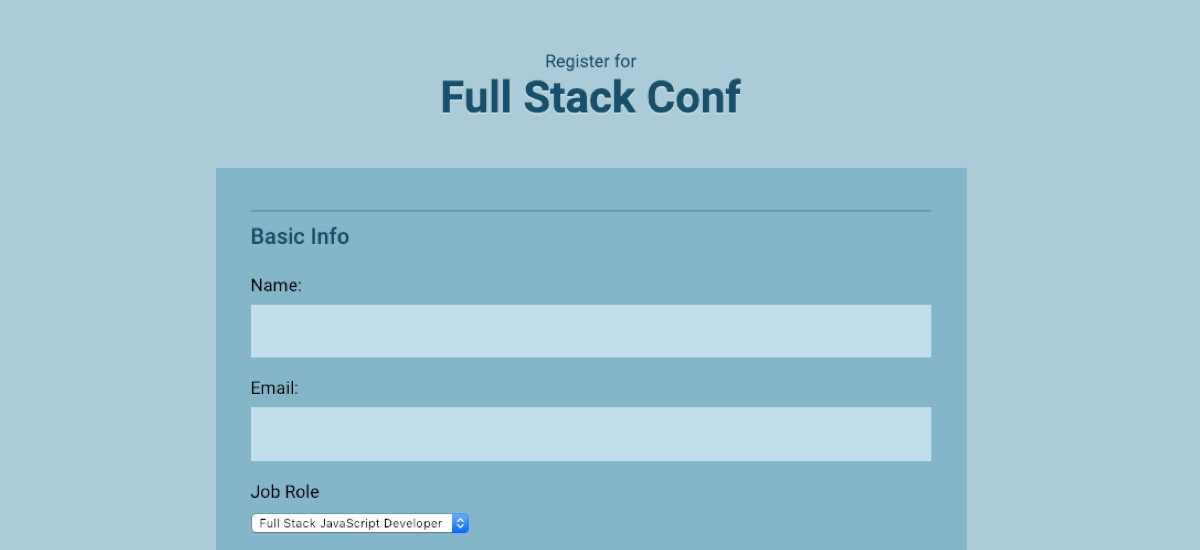 Register for
Full Stack Conf
Basic Info
Name:
Email:
Job Role
Full Stack JavaScript Developer